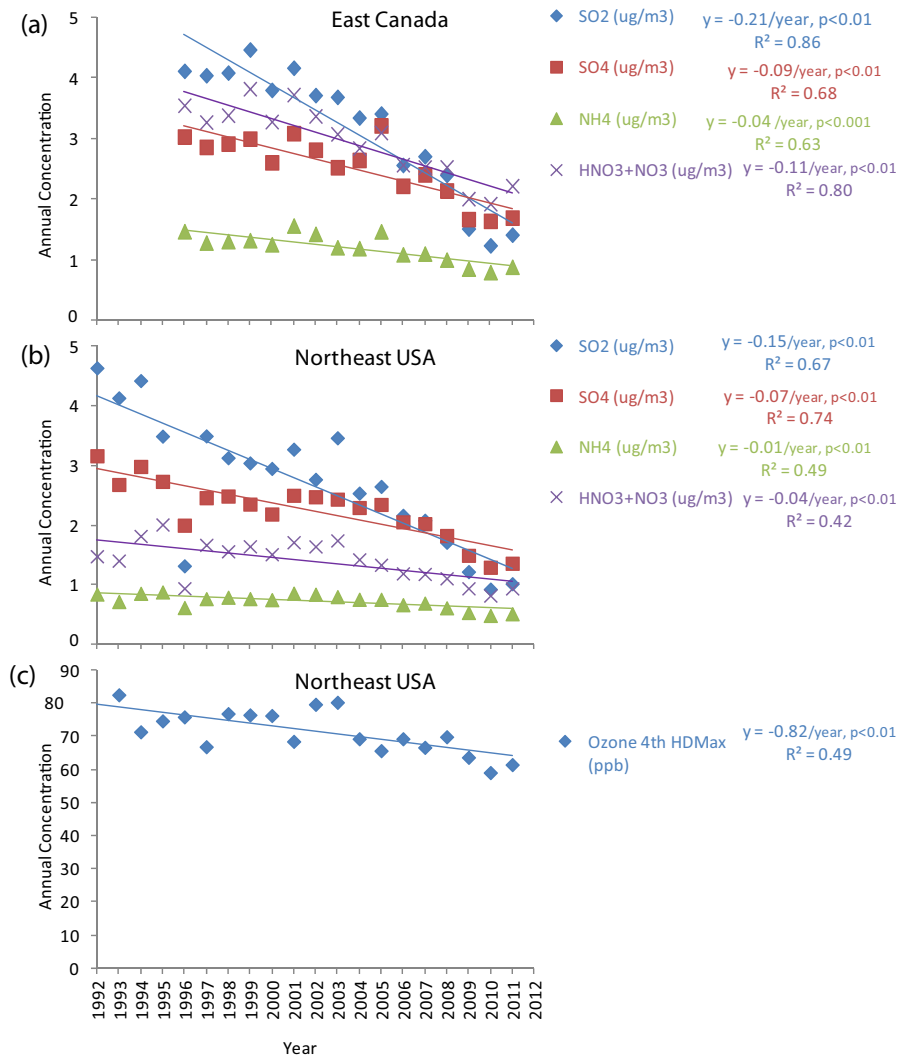 (a)
East Canada
Annual Concentration
5
4
3
2
1
0
SO2 (ug/m3)
y = -0.21/year, p<0.01
R² = 0.86
SO4 (ug/m3)
y = -0.09/year, p<0.01
R² = 0.68
NH4 (ug/m3)
y = -0.04 /year, p<0.001
R² = 0.63
HNO3+NO3 (ug/m3)
y = -0.11/year, p<0.01
R² = 0.80
(b)
Northeast USA
Annual Concentration
5
4
3
2
1
0
SO2 (ug/m3)
y = -0.15/year, p<0.01
R² = 0.67
SO4 (ug/m3)
y = -0.07/year, p<0.01
R² = 0.74
NH4 (ug/m3)
y = -0.01/year, p<0.01
R² = 0.49
HNO3+NO3 (ug/m3)
y = -0.04/year, p<0.01
R² = 0.42
(c)
Northeast USA
Annual Concentration
90
80
70
60
50
40
30
20
10
0
Ozone 4th HDMax
(ppb)
y = -0.82/year, p<0.01
R² = 0.49
1992
1993
1994
1995
1996
1997
1998
1999
2000
2001
2002
2003
2004
2005
2006
2007
2008
2009
2010
2011
2012
Year